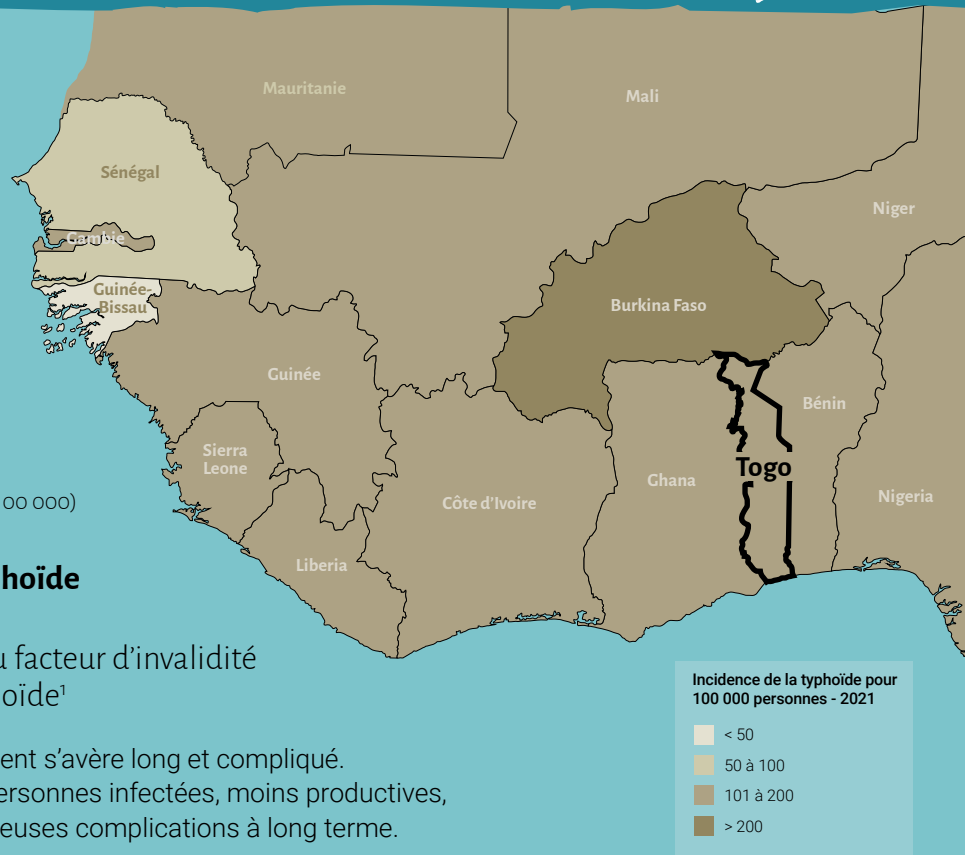 Mauritanie
Mali
Sénégal
Niger
Gambie
Guinée-
Bissau
Burkina Faso
Guinée
Bénin
Sierra
Leone
Togo
Ghana
Côte d'Ivoire
Nigeria
Liberia
00 000)
hoïde
facteur d'invalidité
oïde¹
ent s'avère long et compliqué.
ersonnes infectées, moins productives,
euses complications à long terme.
Incidence de la typhoïde pour
100 000 personnes - 2021
< 50
50 à 100
101 à 200
> 200